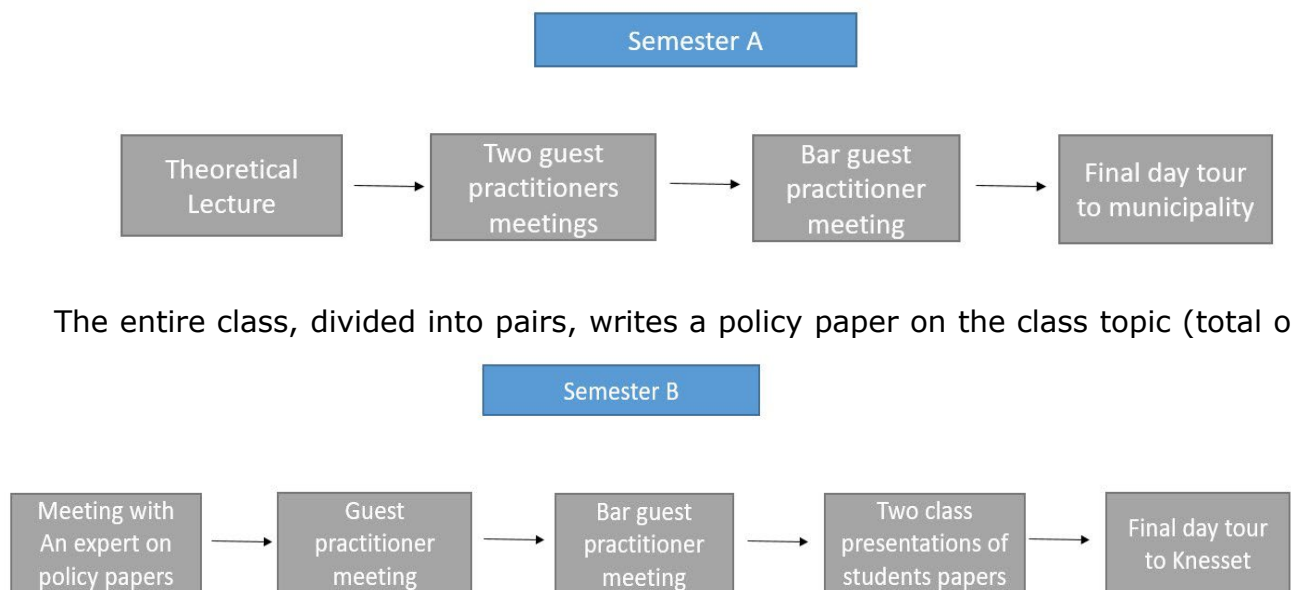 Semester A
Theoretical
Lecture
Two guest
practitioners
meetings
Bar guest
practitioner
meeting
Final day tour
to municipality
The entire class, divided into pairs, writes a policy paper on the class topic (total o
Semester B
Meeting with
An expert on
policy papers
Guest
practitioner
meeting
Bar guest
practitioner
meeting
Two class
presentations of
students papers
Final day tour
to Knesset